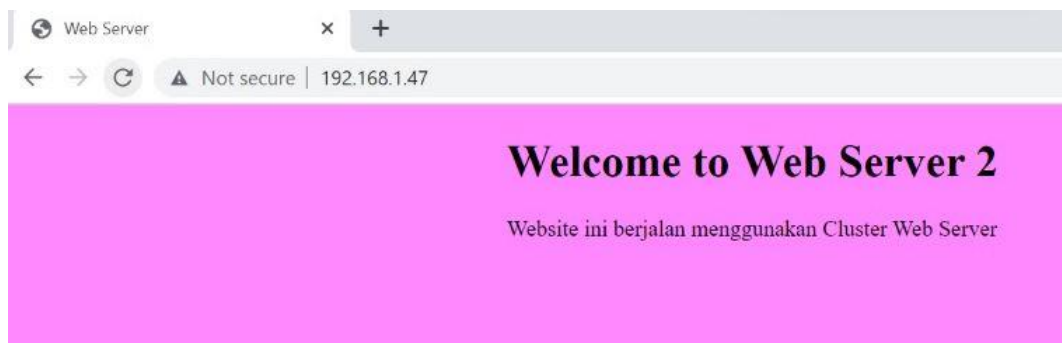 Web Server
Not secure | 192.168.1.47
Welcome to Web Server 2
Website ini berjalan menggunakan Cluster Web Server